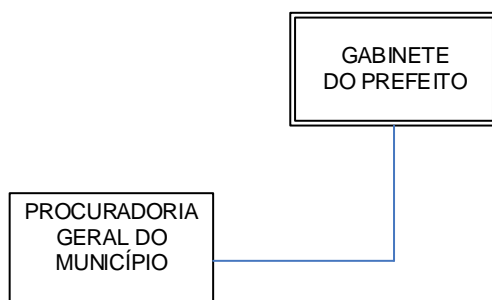 GABINETE
DO PREFEITO
PROCURADORIA
GERAL DO
MUNICÍPIO